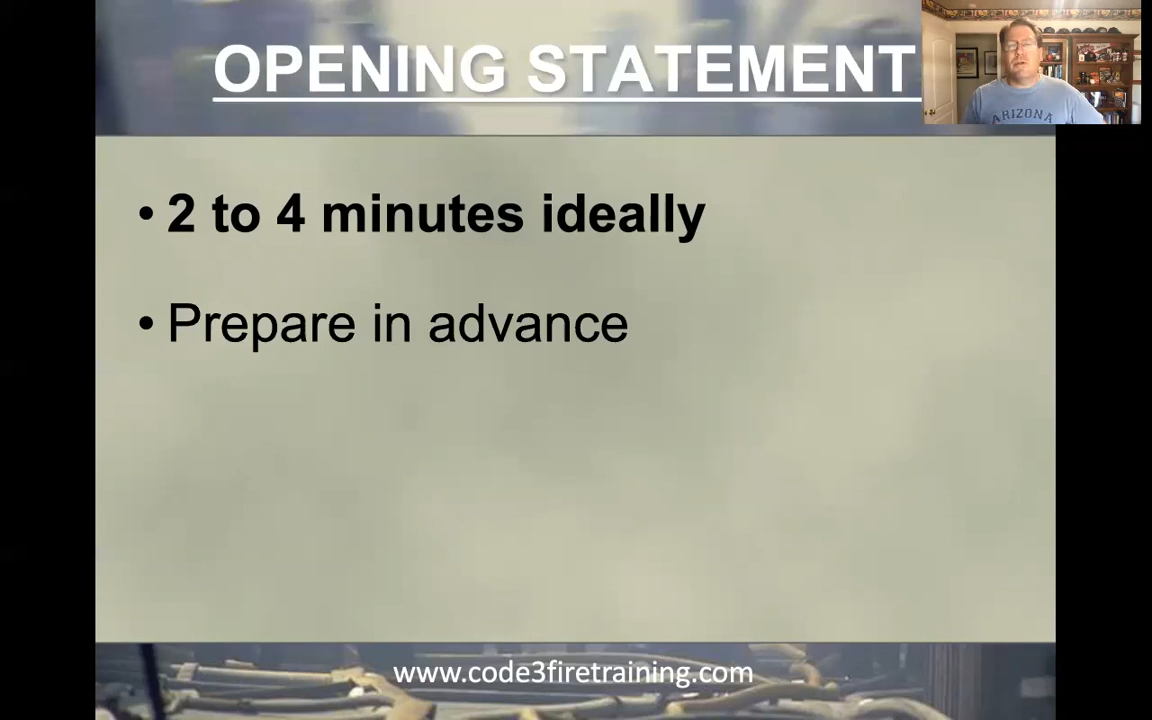 OPENING STATEMENT
ARIZONA
• 2 to 4 minutes ideally
• Prepare in advance
www.code3firetraining.com